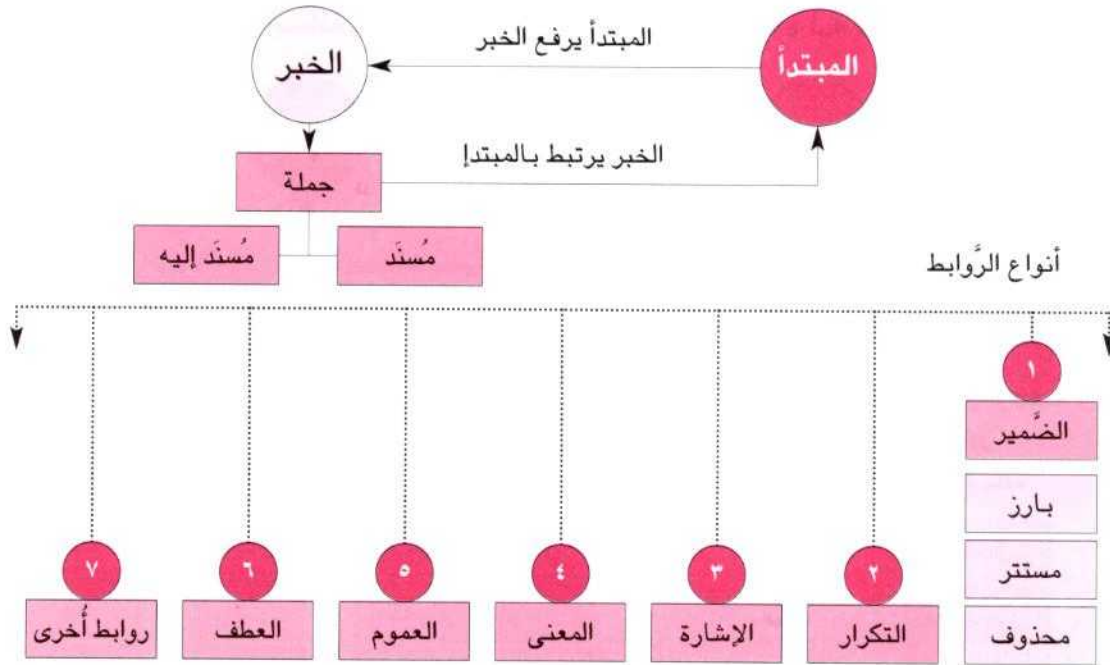 المبتدأ
المبتدأ يرفع الخبر
الخبر
الخبر يرتبط بالمبتدإ
جملة
مُسنَد
مُسنَد إليه
أنواع الرَّوابط
١
الضَّمير
بارز
مستتر
محذوف
٢
التكرار
٣
الإشارة
٤
المعنى
٥
العموم
٦
العطف
٧
روابط أُخرى